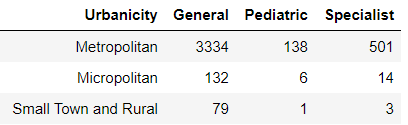 Urbanicity General Pediatric Specialist
Metropolitan 3334 138 501
Micropolitan 132 6 14
Small Town and Rural 79 1 3